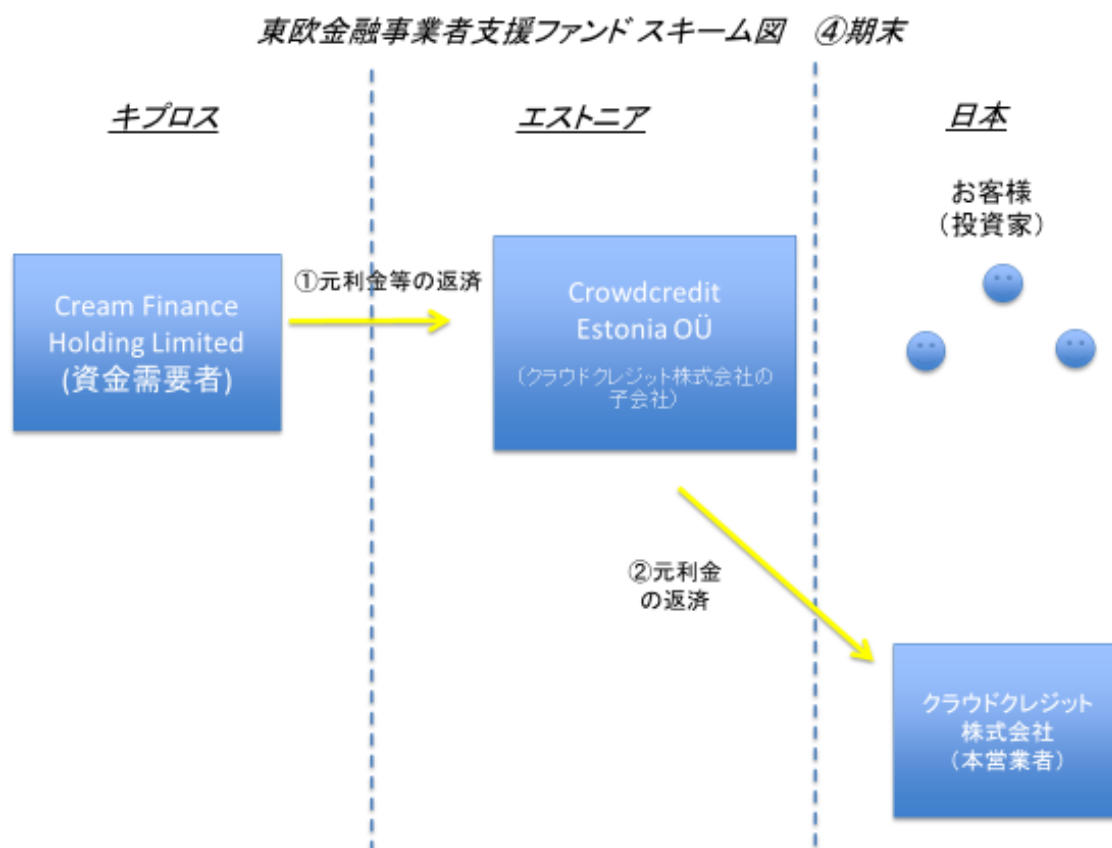 東欧金融事業者支援ファンド スキーム図　④期末
キプロス
エストニア
日本
お客様
（投資家）
Cream Finance
Holding Limited
(資金需要者)
①元利金等の返済
Crowdcredit
Estonia OÜ
（クラウドクレジット株式会社の
子会社）
②元利金
の返済
クラウドクレジット
株式会社
（本営業者）